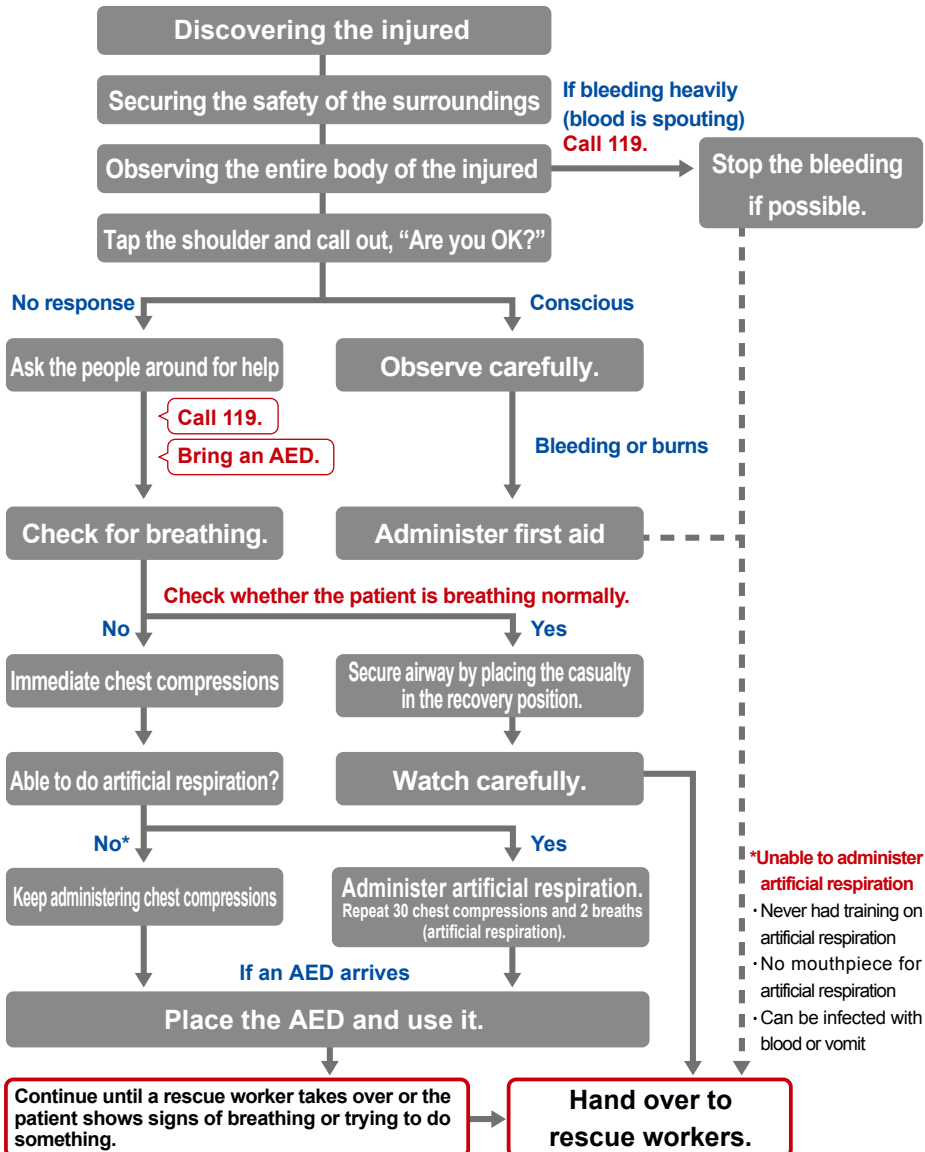 Discovering the injured
Securing the safety of the surroundings
If bleeding heavily
(blood is spouting)
Call 119.
Observing the entire body of the injured
Stop the bleeding
if possible.
Tap the shoulder and call out, “Are you OK?”
No response
Conscious
Ask the people around for help
Observe carefully.
Call 119.
Bring an AED.
Bleeding or burns
Check for breathing.
Administer first aid
Check whether the patient is breathing normally.
No
Yes
Immediate chest compressions
Secure airway by placing the casualty
in the recovery position.
Able to do artificial respiration?
Watch carefully.
No*
Yes
Keep administering chest compressions
Administer artificial respiration.
Repeat 30 chest compressions and 2 breaths
(artificial respiration).
*Unable to administer
artificial respiration
・Never had training on
artificial respiration
・No mouthpiece for
artificial respiration
・Can be infected with
blood or vomit
If an AED arrives
Place the AED and use it.
Continue until a rescue worker takes over or the
patient shows signs of breathing or trying to do
something.
Hand over to
rescue workers.